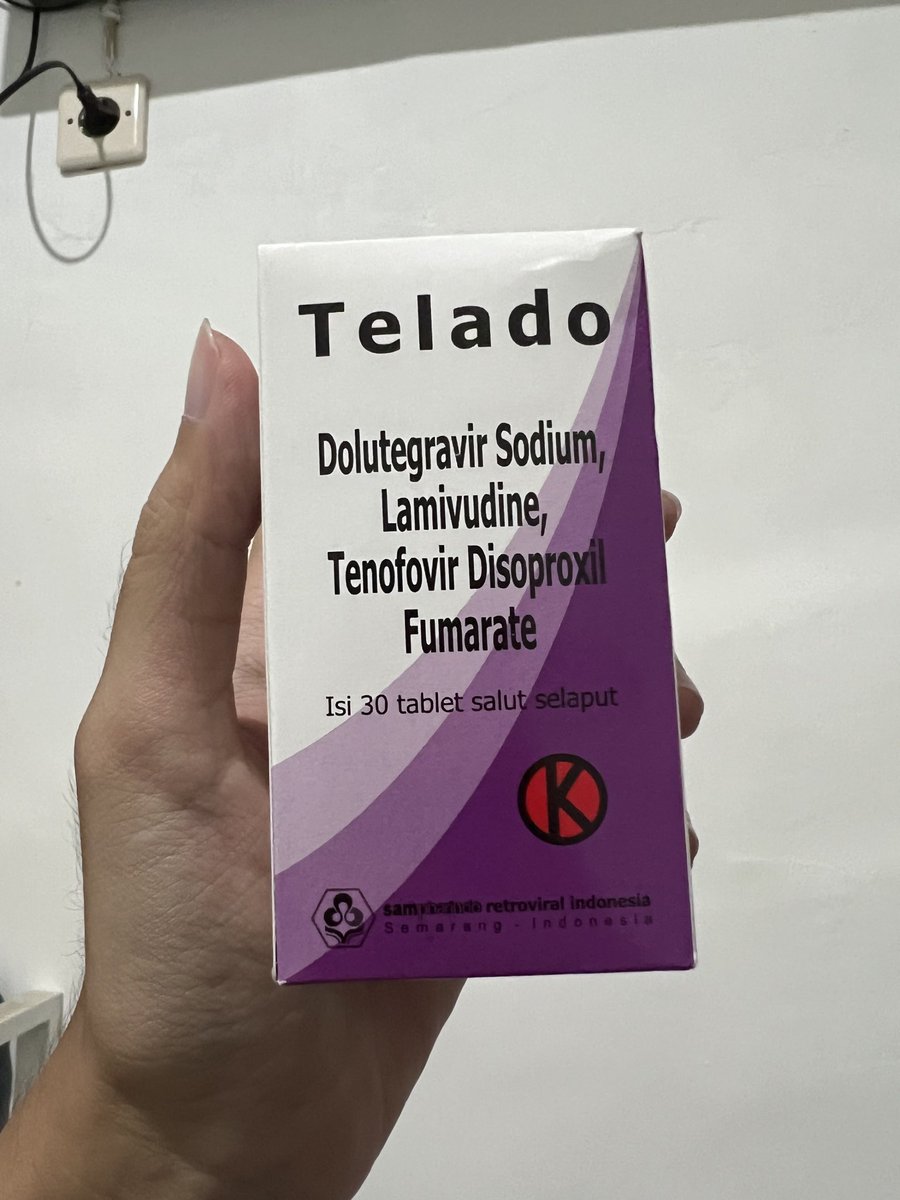 Telado
Dolutegravir Sodium,
Lamivudine,
Tenofovir Disoproxil
Fumarate
Isi 30 tablet salut selaput
K
sampharindo retroviral indonesia
Semarang - Indonesia